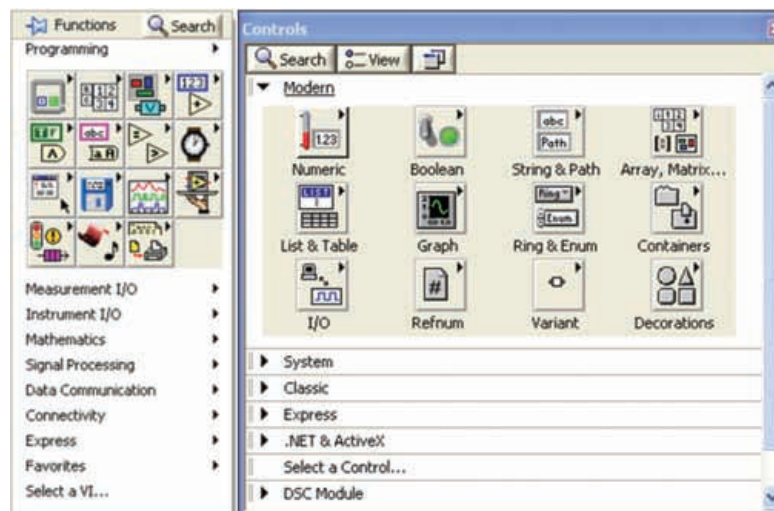 Functions
Search
Programming
Measurement I/O
Instrument I/O
Mathematics
Signal Processing
Data Communication
Connectivity
Express
Favorites
Select a VI...
Controls
Search
View
Modern
Numeric
Boolean
String & Path
Array, Matrix...
List & Table
Graph
Ring & Enum
Containers
I/O
Refnum
Variant
Decorations
System
Classic
Express
.NET & ActiveX
Select a Control...
DSC Module